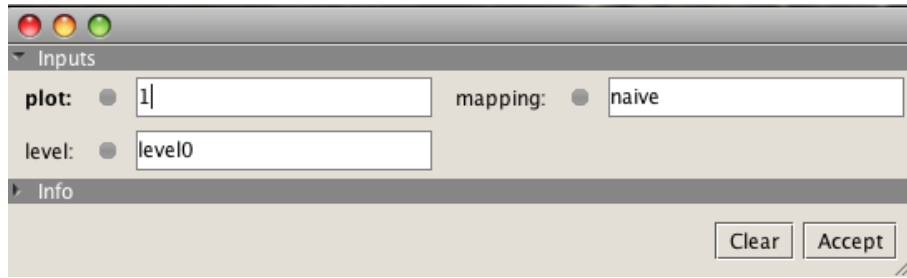 Inputs
plot: 1 mapping: naive
level: level0
Info
Clear Accept